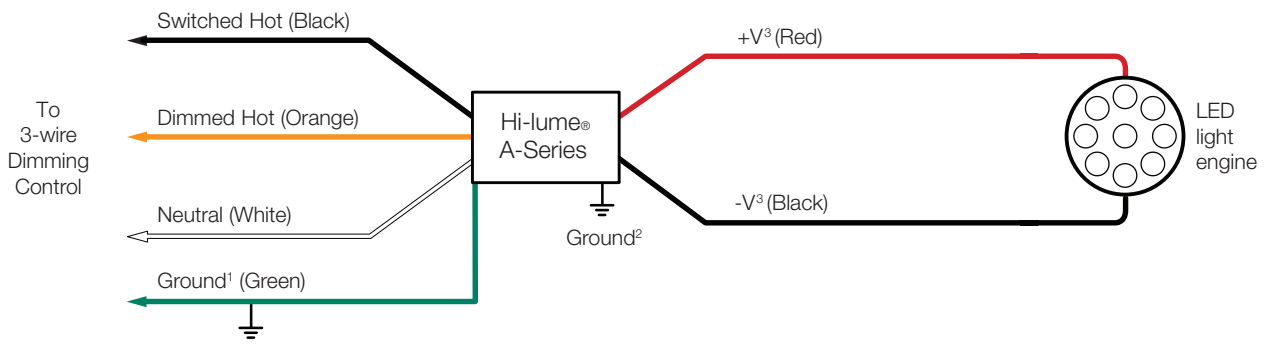 Switched Hot (Black)
To
3-wire
Dimming
Control
Dimmed Hot (Orange)
Neutral (White)
Ground¹ (Green)
Hi-lume®
A-Series
Ground²
+V³ (Red)
-V³ (Black)
LED
light
engine